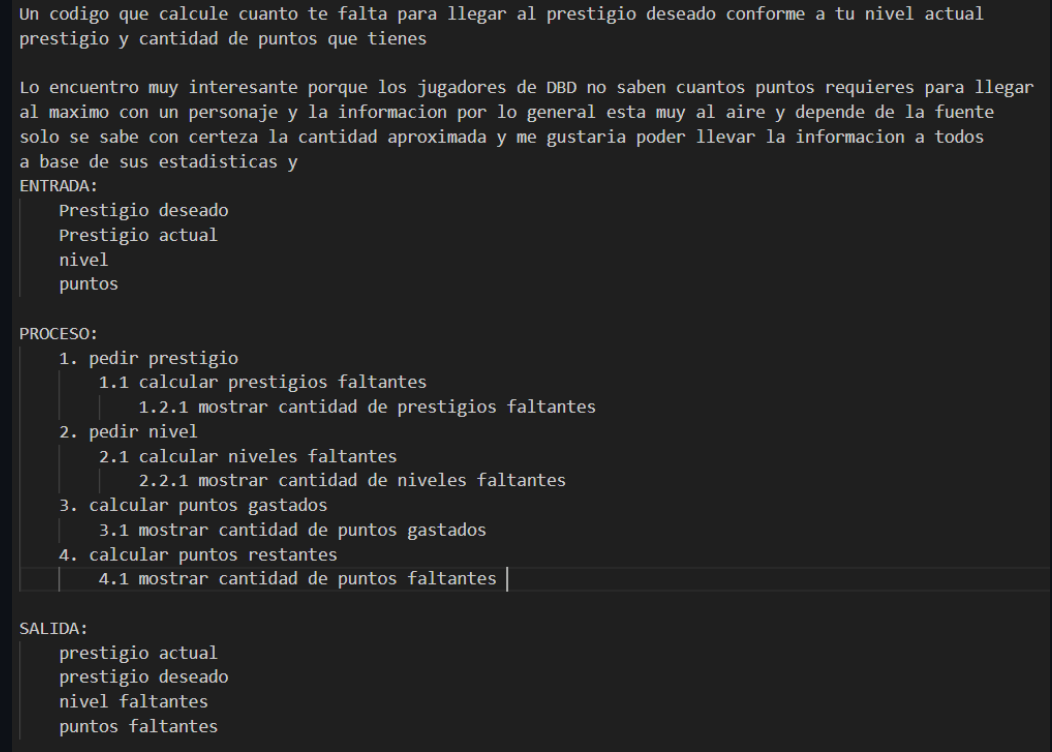 Un codigo que calcule cuanto te falta para llegar al prestigio deseado conforme a tu nivel actual
prestigio y cantidad de puntos que tienes
Lo encuentro muy interesante porque los jugadores de DBD no saben cuantos puntos requieres para llegar
al maximo con un personaje y la informacion por lo general esta muy al aire y depende de la fuente
solo se sabe con certeza la cantidad aproximada y me gustaria poder llevar la informacion a todos
a base de sus estadisticas y
ENTRADA:
Prestigio deseado
Prestigio actual
nivel
puntos
PROCESO:
1. pedir prestigio
1.1 calcular prestigios faltantes
1.2.1 mostrar cantidad de prestigios faltantes
2. pedir nivel
2.1 calcular niveles faltantes
2.2.1 mostrar cantidad de niveles faltantes
3. calcular puntos gastados
3.1 mostrar cantidad de puntos gastados
4. calcular puntos restantes
4.1 mostrar cantidad de puntos faltantes
SALIDA:
prestigio actual
prestigio deseado
nivel faltantes
puntos faltantes